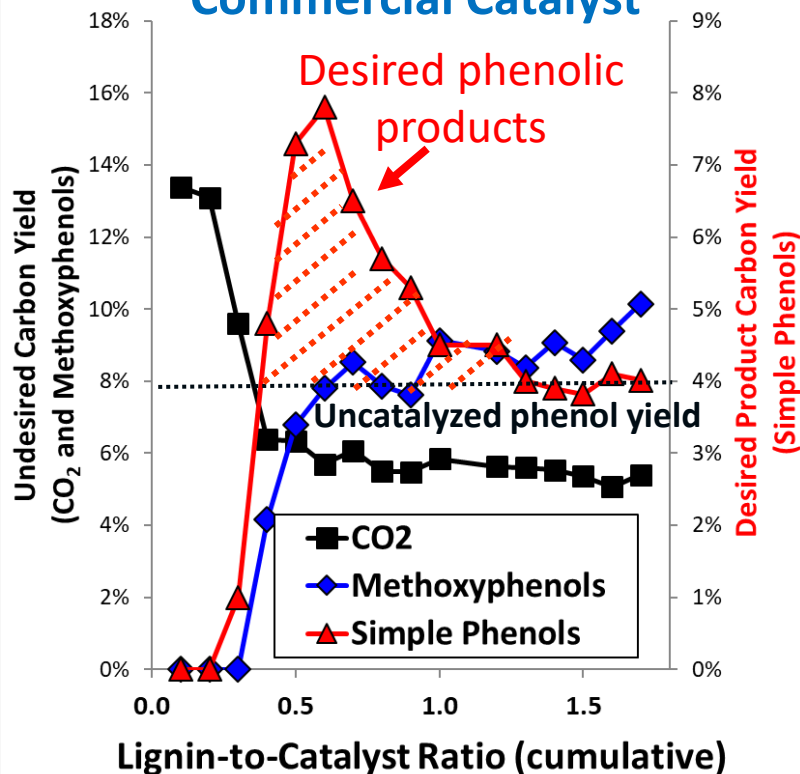 Commercial Catalyst
18%
16%
14%
12%
10%
8%
6%
4%
2%
0%
9%
8%
7%
6%
5%
4%
3%
2%
1%
0%
Undesired Carbon Yield
(CO₂ and Methoxyphenols)
Desired Product Carbon Yield
(Simple Phenols)
Desired phenolic
products
Uncatalyzed phenol yield
CO2
Methoxyphenols
Simple Phenols
0.0 0.5 1.0 1.5
Lignin-to-Catalyst Ratio (cumulative)